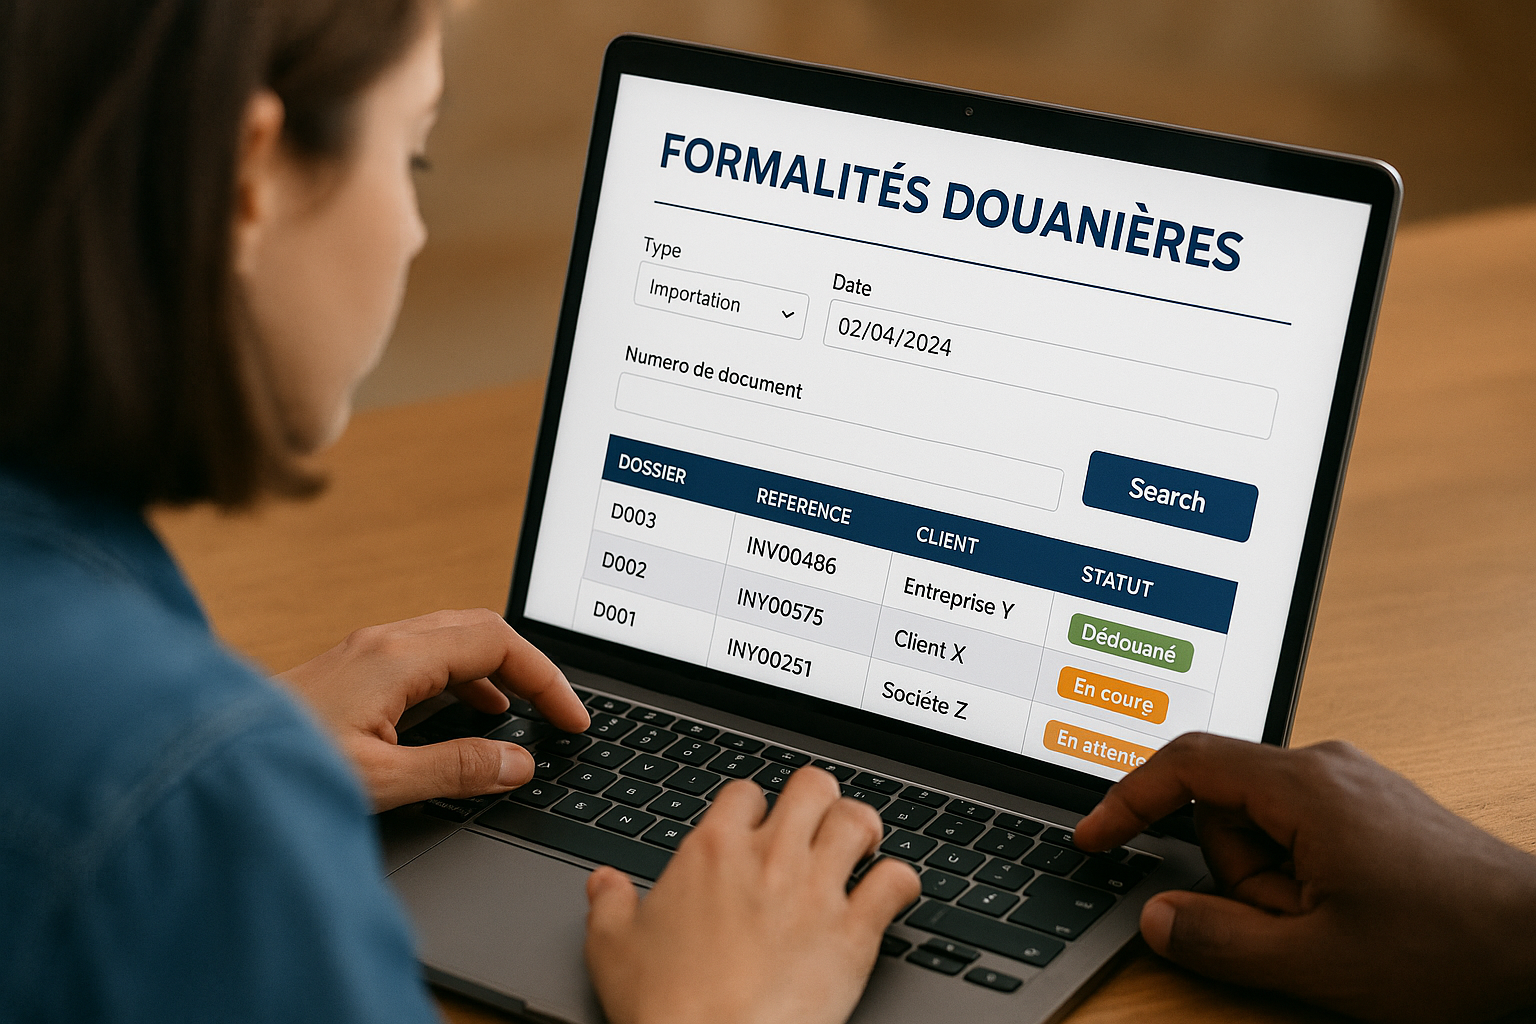 FORMALITÉS DOUANIÈRES
Type
Date
Importation
02/04/2024
Numero de document
Search
DOSSIER REFERENCE CLIENT STATUT
D003 INV00486 Entreprise Y Dédouané
D002 INY00575 Client X En courş
D001 INY00251 Sociéte Z En attente